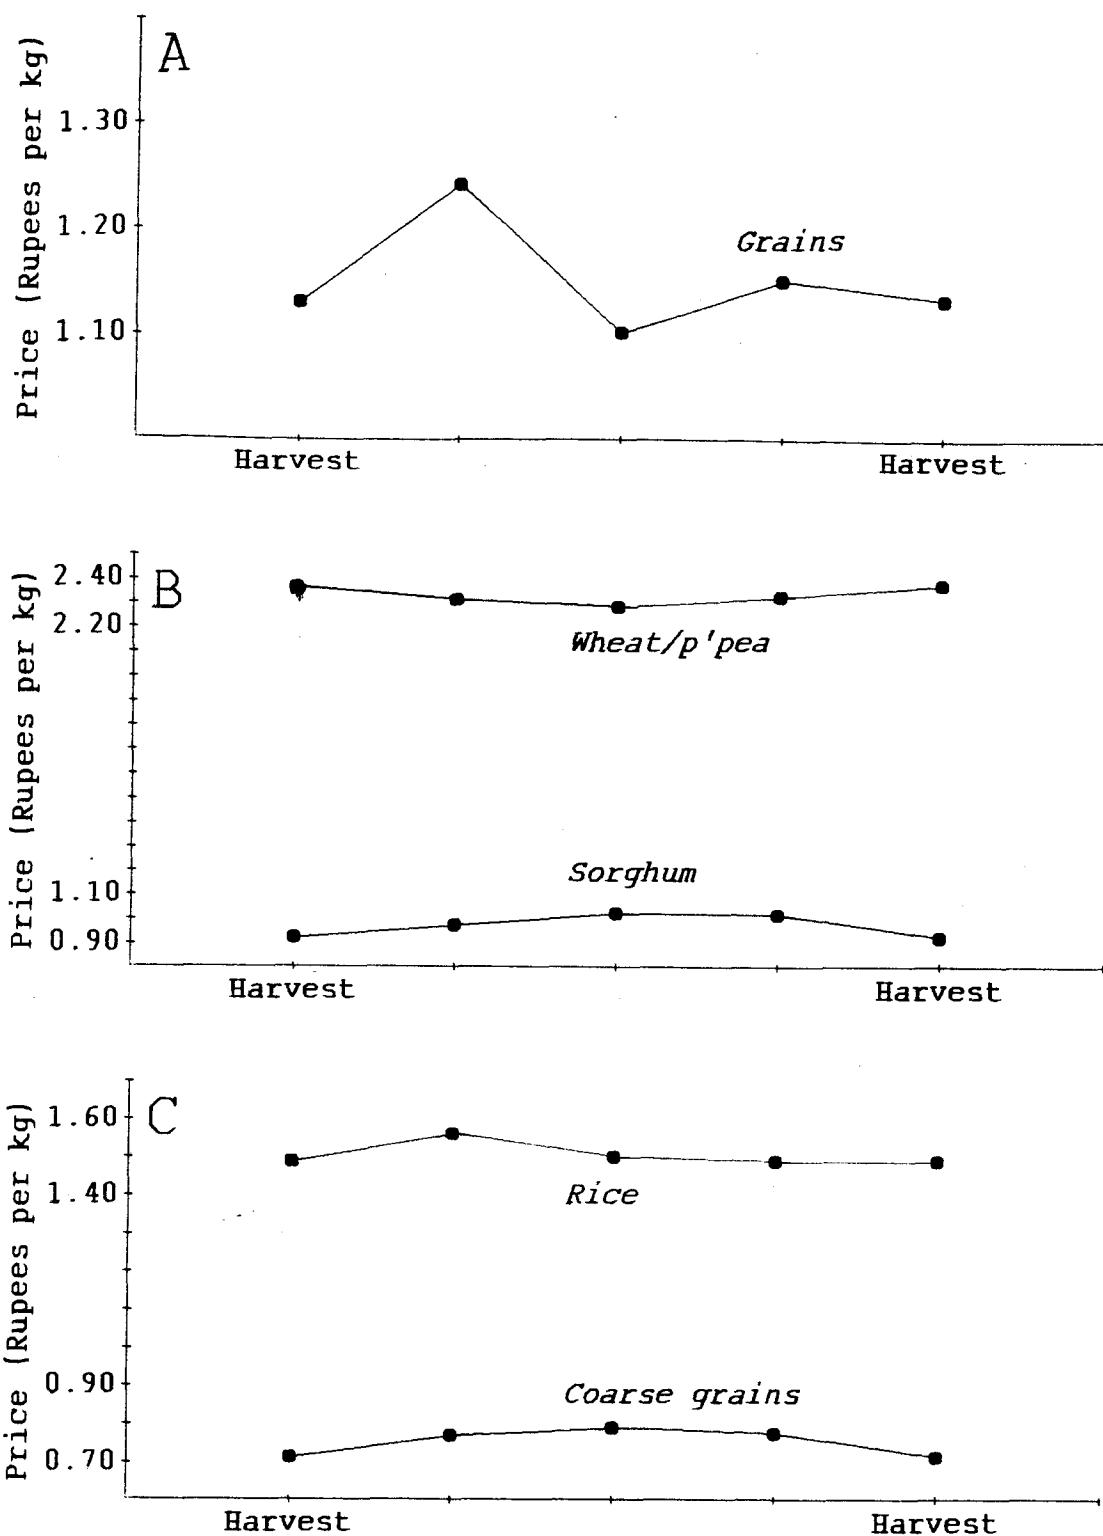 A
Price (Rupees per kg)
1.30
1.20
1.10
Grains
Harvest Harvest
B
Price (Rupees per kg)
2.40
2.20
Wheat/p'pea
Sorghum
1.10
0.90
Harvest Harvest
C
Price (Rupees per kg)
1.60
1.40
Rice
0.90
Coarse grains
0.70
Harvest Harvest